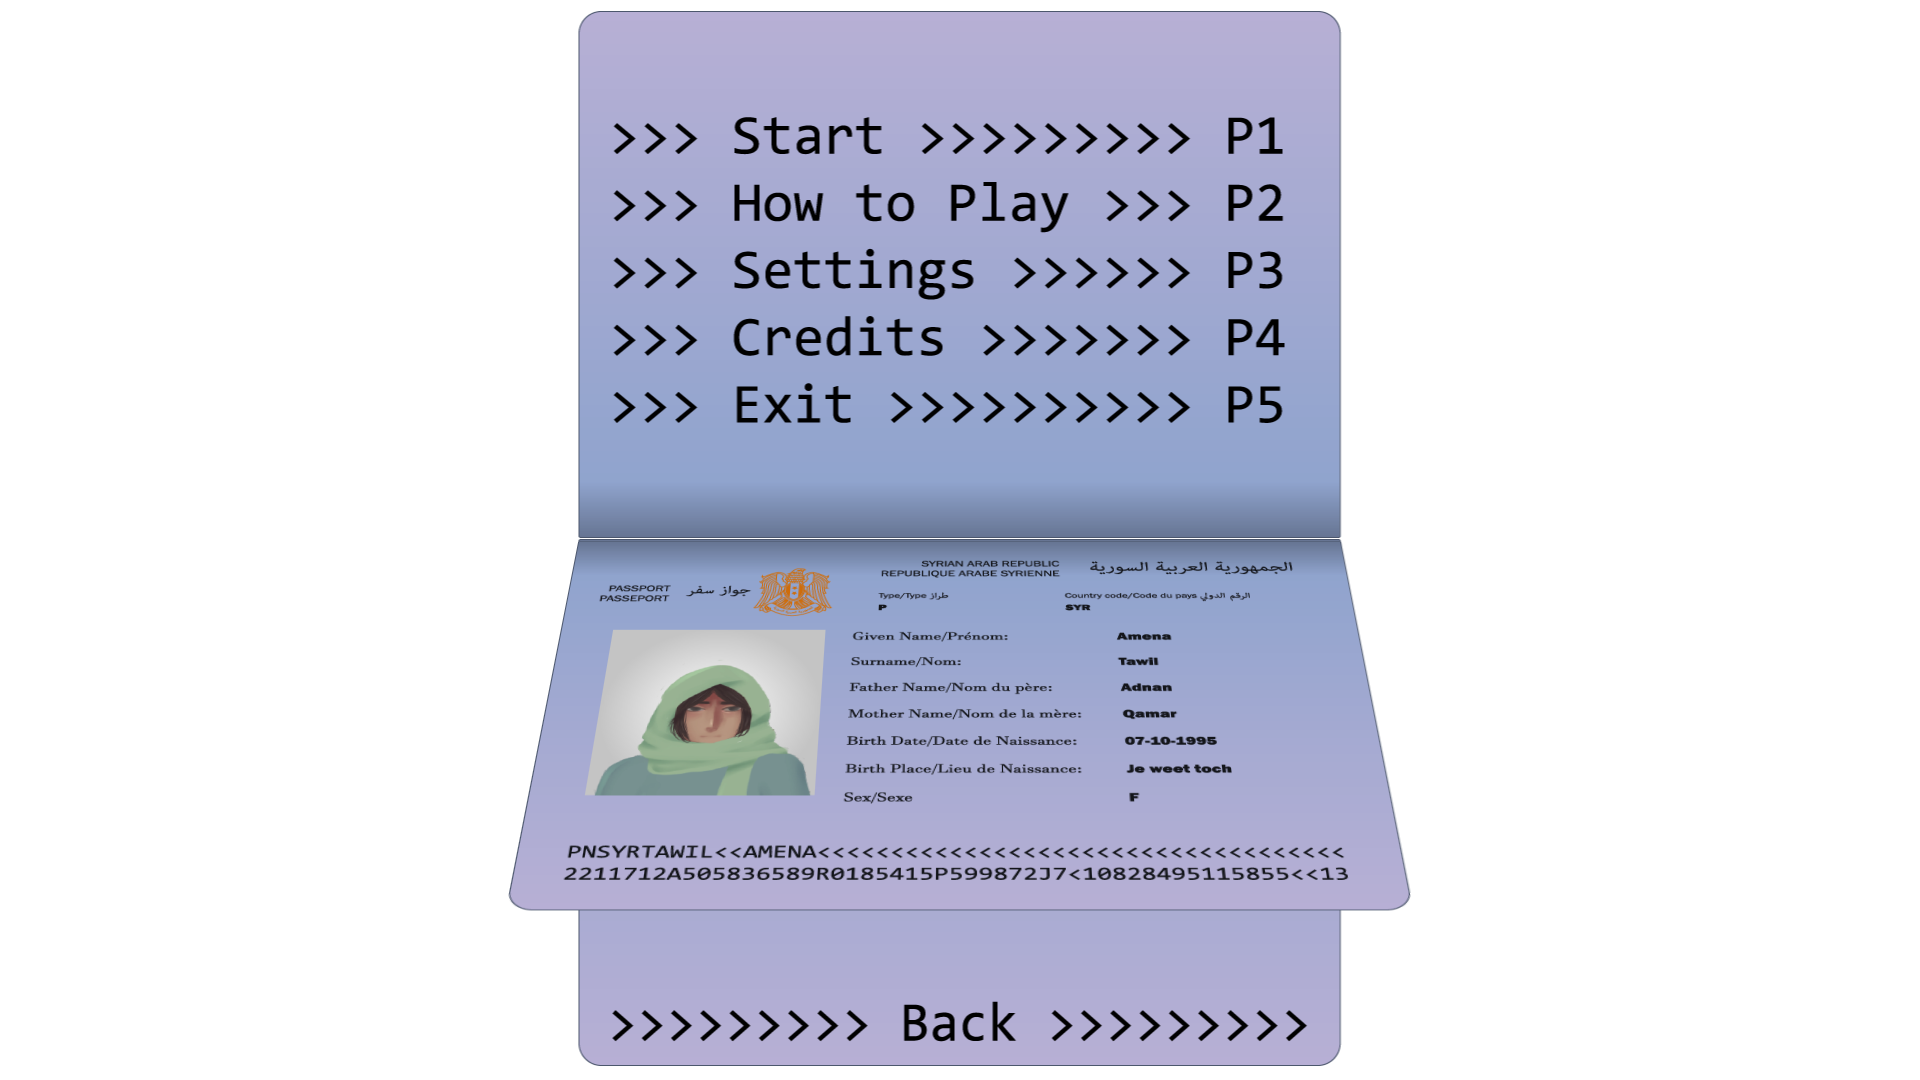 >>> Start >>>>>>>>> P1
>>> How to Play >>> P2
>>> Settings >>>>>> P3
>>> Credits >>>>>>> P4
>>> Exit >>>>>>>>>> P5
SYRIAN ARAB REPUBLIC
REPUBLIQUE ARABE SYRIENNE
الجمهورية العربية السورية
PASSPORT
PASSEPORT
جواز سفر
Type/Type طراز
P
Country code/Code du pays الرقم الدولي
SYR
Given Name/Prénom: Amena
Surname/Nom: Tawil
Father Name/Nom du père: Adnan
Mother Name/Nom de la mère: Qamar
Birth Date/Date de Naissance: 07-10-1995
Birth Place/Lieu de Naissance: Je weet toch
Sex/Sexe F
PNSYRTAWIL<<AMENA<<<<<<<<<<<<<<<<<<<<<<<<<<<<<<<<<<<<
2211712A505836589R0185415P599872J7<10828495115855<<13
>>>>>>>>> Back >>>>>>>>>